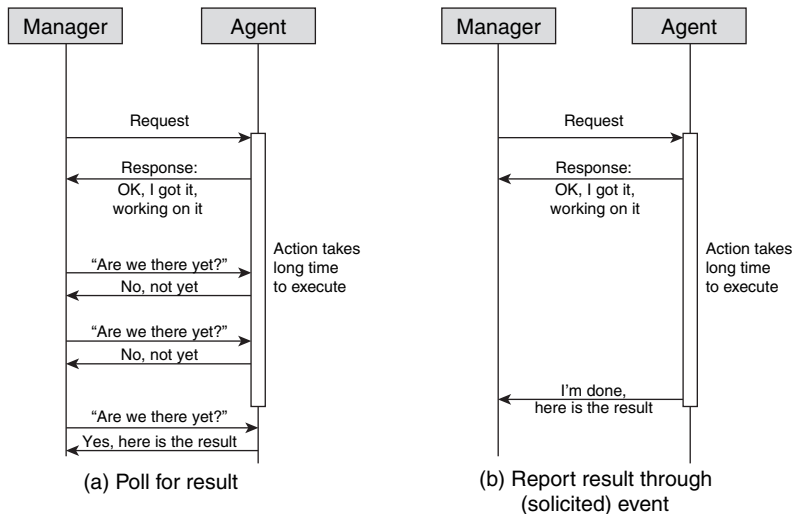 Manager
Agent
Request
Response:
OK, I got it,
working on it
Action takes
long time
to execute
“Are we there yet?”
No, not yet
“Are we there yet?”
No, not yet
“Are we there yet?”
Yes, here is the result
(a) Poll for result
Manager
Agent
Request
Response:
OK, I got it,
working on it
Action takes
long time
to execute
I’m done,
here is the result
(b) Report result through
(solicited) event